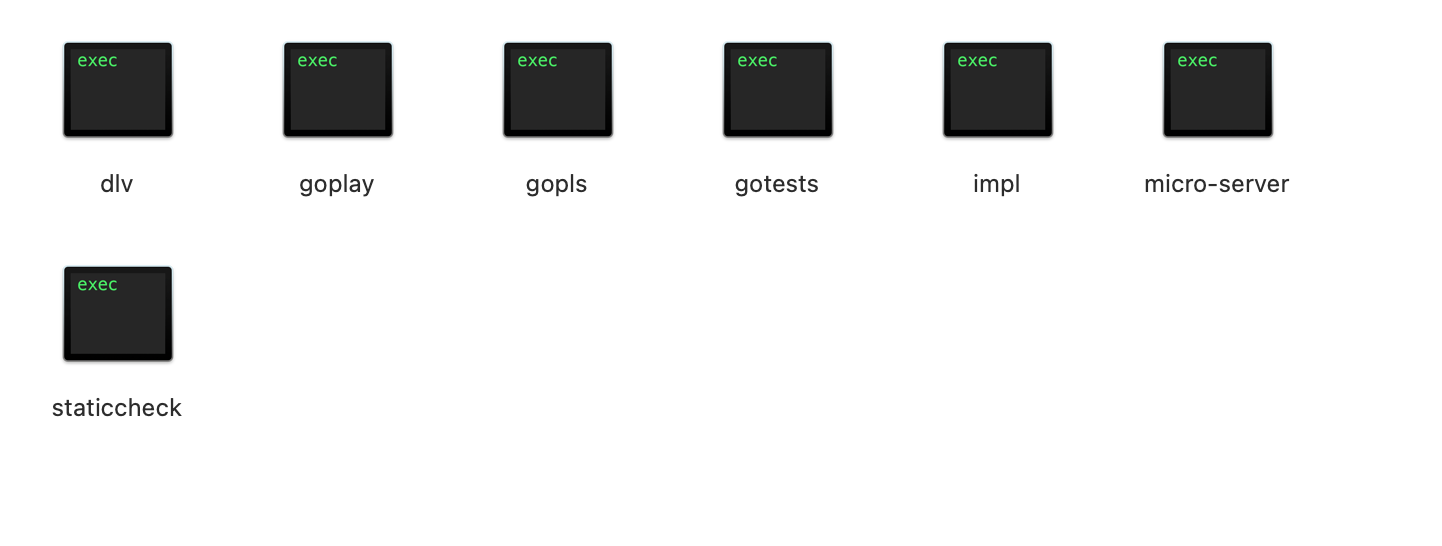 exec exec exec exec exec exec
dlv goplay gopls gotests impl micro-server
exec
staticcheck